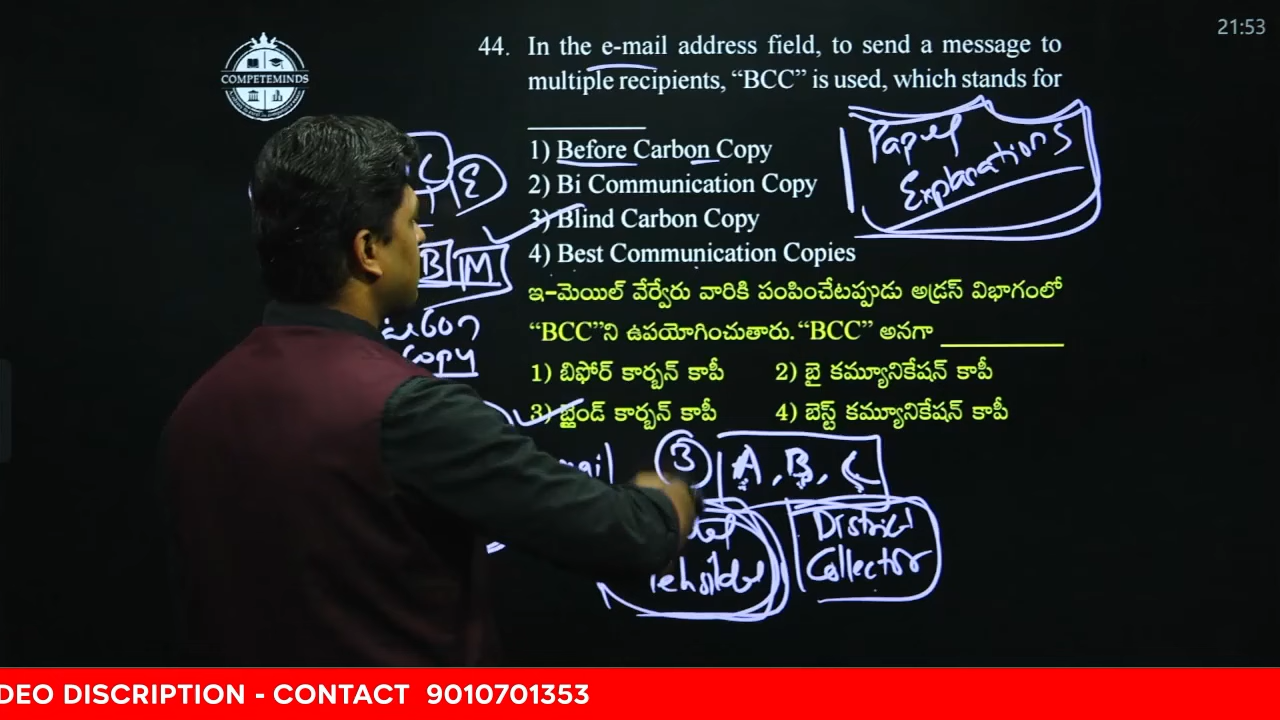 21:53
COMPETEMINDS
44. In the e-mail address field, to send a message to
multiple recipients, “BCC” is used, which stands for
____________
1) Before Carbon Copy
2) Bi Communication Copy
3) Blind Carbon Copy
4) Best Communication Copies
Paper
Explanations
E
B M
Copy
ఇ-మెయిల్ వేర్వేరు వారికి పంపించేటప్పుడు అడ్రస్ విభాగంలో
“BCC”ని ఉపయోగించుతారు. “BCC” అనగా ____________
1) బిఫోర్ కార్బన్ కాపీ 2) బై కమ్యూనికేషన్ కాపీ
3) బ్లైండ్ కార్బన్ కాపీ 4) బెస్ట్ కమ్యూనికేషన్ కాపీ
3 A, B, C
District
Collector
DEO DISCRIPTION - CONTACT 9010701353